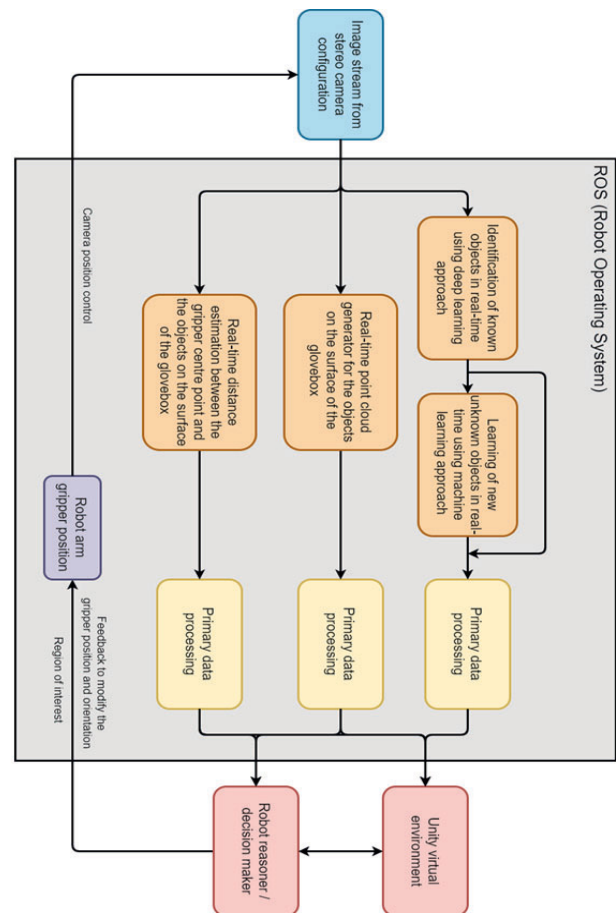 ROS (Robot Operating System)
Image stream from
stereo camera
configuration
Identification of known
objects in real-time
using deep learning
approach
Learning of new
unknown objects in real-
time using machine
learning approach
Primary data
processing
Real-time point cloud
generator for the objects
on the surface of the
glovebox
Primary data
processing
Real-time distance
estimation between the
gripper centre point and
the objects on the surface
of the glovebox
Primary data
processing
Unity virtual
environment
Robot reasoner /
decision maker
Camera position control
Robot arm
gripper position
Feedback to modify the
gripper position and orientation
Region of interest